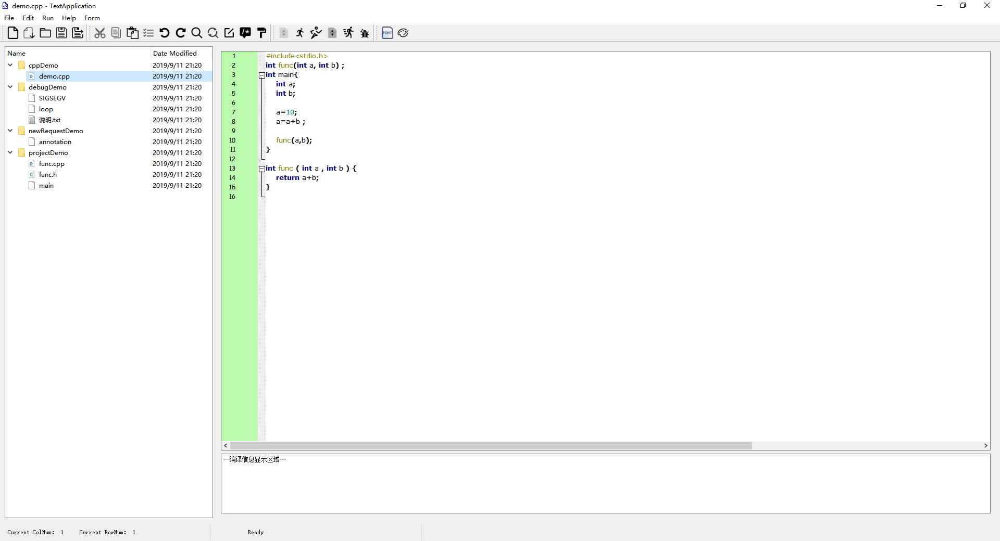 demo.cpp - TextApplication
File Edit Run Help Form
/* FONT
Name Date Modified
cppDemo 2019/9/11 21:20
demo.cpp 2019/9/11 21:20
debugDemo 2019/9/11 21:20
SIGSEGV 2019/9/11 21:20
loop 2019/9/11 21:20
说明.txt 2019/9/11 21:20
newRequestDemo 2019/9/11 21:20
annotation 2019/9/11 21:20
projectDemo 2019/9/11 21:20
func.cpp 2019/9/11 21:20
func.h 2019/9/11 21:20
main 2019/9/11 21:20
1 #include<stdio.h>
2 int func(int a, int b) ;
3 int main{
4 int a;
5 int b;
6
7 a=10;
8 a=a+b ;
9
10 func(a,b);
11 }
12
13 int func ( int a , int b ) {
14 return a+b;
15 }
16
—编译信息显示区域—
Current ColNum: 1 Current RowNum: 1 Ready